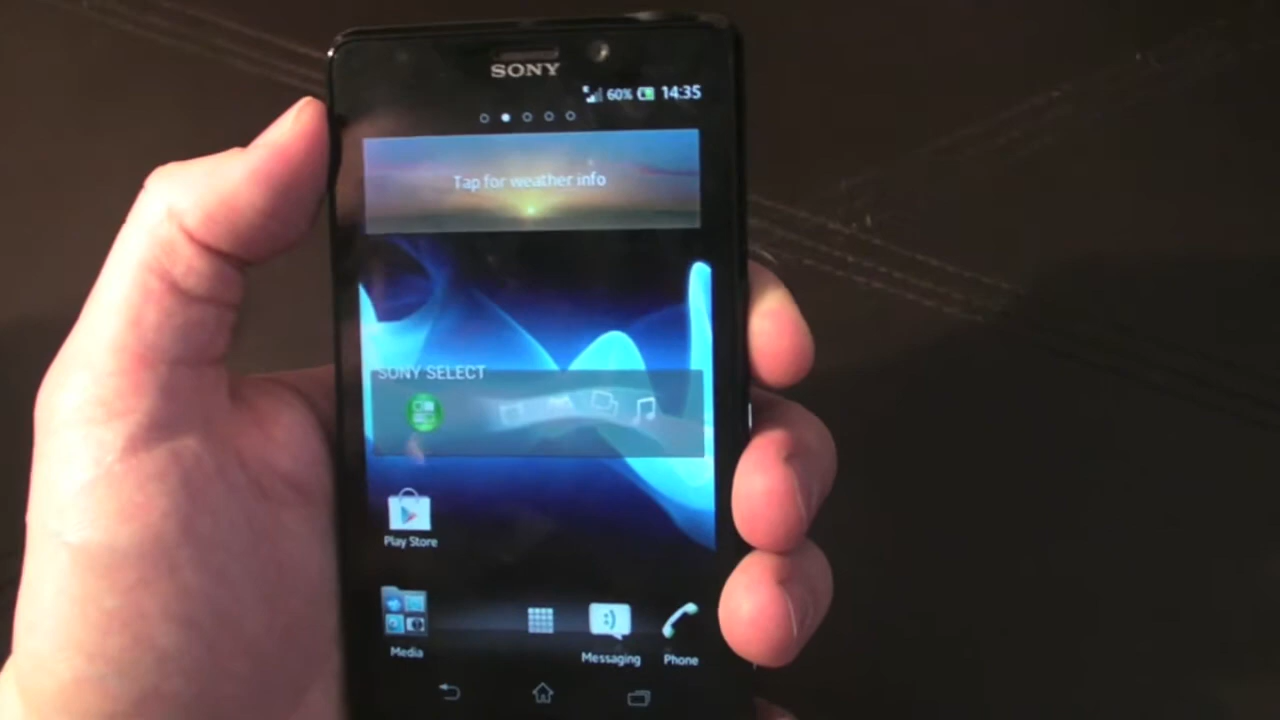 SONY
60% 14:35
Tap for weather info
SONY SELECT
Play Store
Media
Messaging
Phone